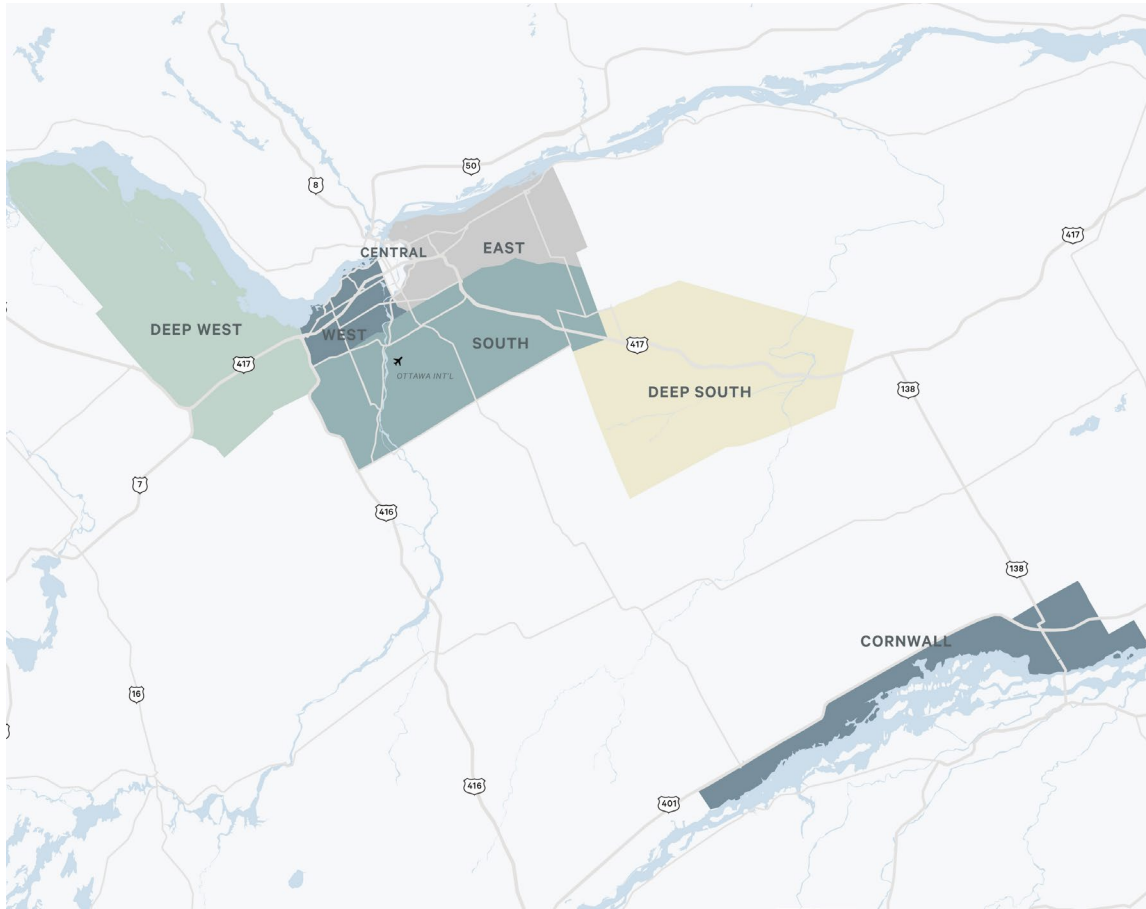 50
8
417
CENTRAL
EAST
DEEP WEST
WEST
SOUTH
417
417
OTTAWA INT'L
DEEP SOUTH
138
7
416
138
CORNWALL
16
416
401